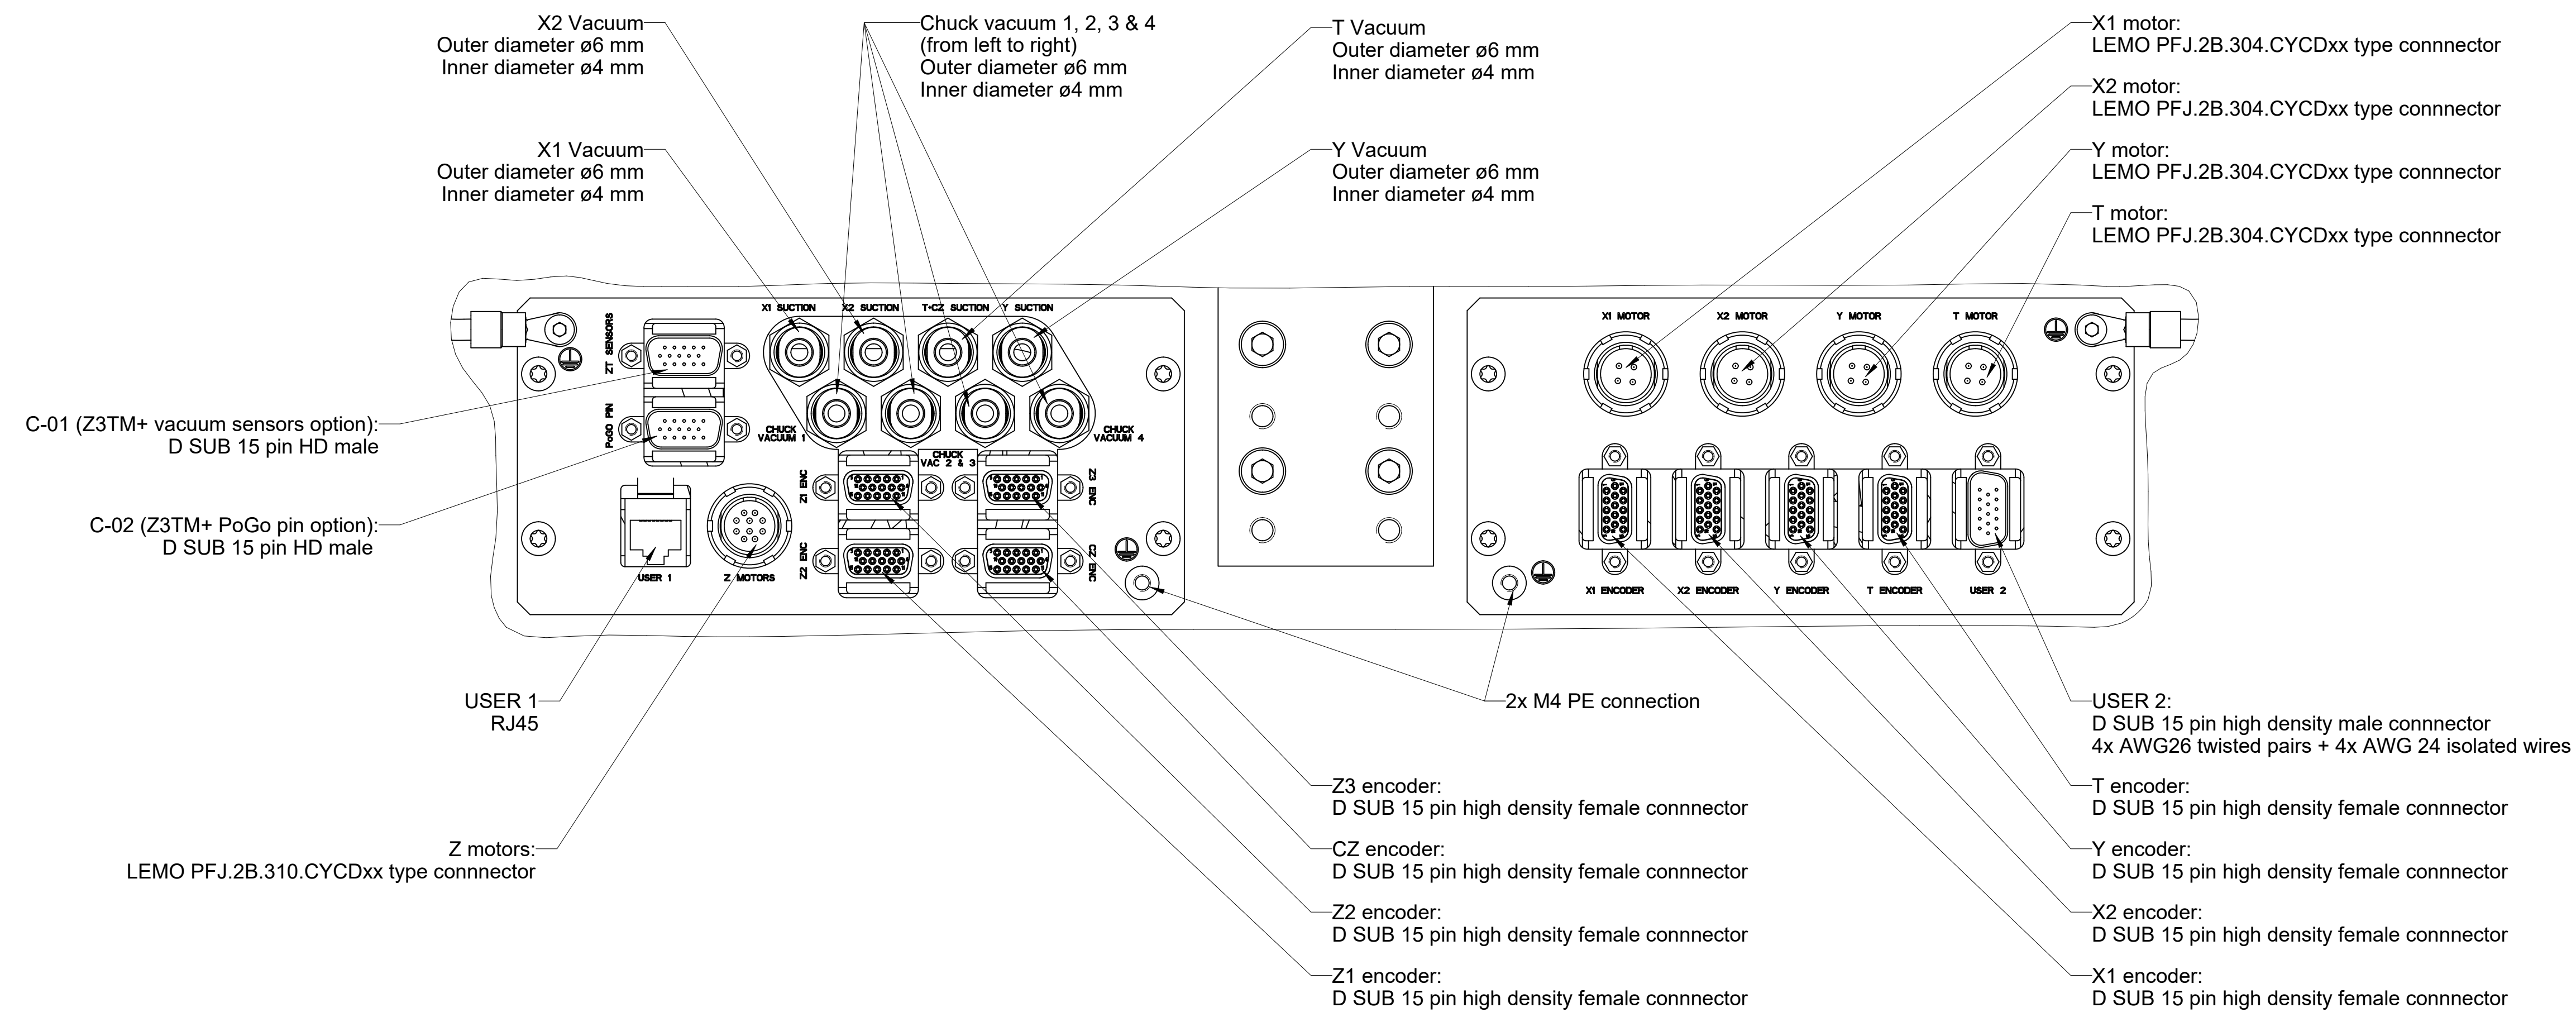 X2 Vacuum
Outer diameter ø6 mm
Inner diameter ø4 mm
Chuck vacuum 1, 2, 3 & 4
(from left to right)
Outer diameter ø6 mm
Inner diameter ø4 mm
T Vacuum
Outer diameter ø6 mm
Inner diameter ø4 mm
X1 motor:
LEMO PFJ.2B.304.CYCDxx type connnector
X2 motor:
LEMO PFJ.2B.304.CYCDxx type connnector
X1 Vacuum
Outer diameter ø6 mm
Inner diameter ø4 mm
Y Vacuum
Outer diameter ø6 mm
Inner diameter ø4 mm
Y motor:
LEMO PFJ.2B.304.CYCDxx type connnector
T motor:
LEMO PFJ.2B.304.CYCDxx type connnector
X1 SUCTION
X2 SUCTION
T+CZ SUCTION
Y SUCTION
ZT SENSORS
PoGO PIN
CHUCK
VACUUM 1
CHUCK
VACUUM 4
CHUCK
VAC 2 & 3
Z1 ENC
Z3 ENC
Z2 ENC
CZ ENC
USER 1
Z MOTORS
X1 MOTOR
X2 MOTOR
Y MOTOR
T MOTOR
X1 ENCODER
X2 ENCODER
Y ENCODER
T ENCODER
USER 2
C-01 (Z3TM+ vacuum sensors option):
D SUB 15 pin HD male
C-02 (Z3TM+ PoGo pin option):
D SUB 15 pin HD male
USER 1
RJ45
2x M4 PE connection
USER 2:
D SUB 15 pin high density male connnector
4x AWG26 twisted pairs + 4x AWG 24 isolated wires
Z motors:
LEMO PFJ.2B.310.CYCDxx type connnector
Z3 encoder:
D SUB 15 pin high density female connnector
CZ encoder:
D SUB 15 pin high density female connnector
Z2 encoder:
D SUB 15 pin high density female connnector
Z1 encoder:
D SUB 15 pin high density female connnector
T encoder:
D SUB 15 pin high density female connnector
Y encoder:
D SUB 15 pin high density female connnector
X2 encoder:
D SUB 15 pin high density female connnector
X1 encoder:
D SUB 15 pin high density female connnector